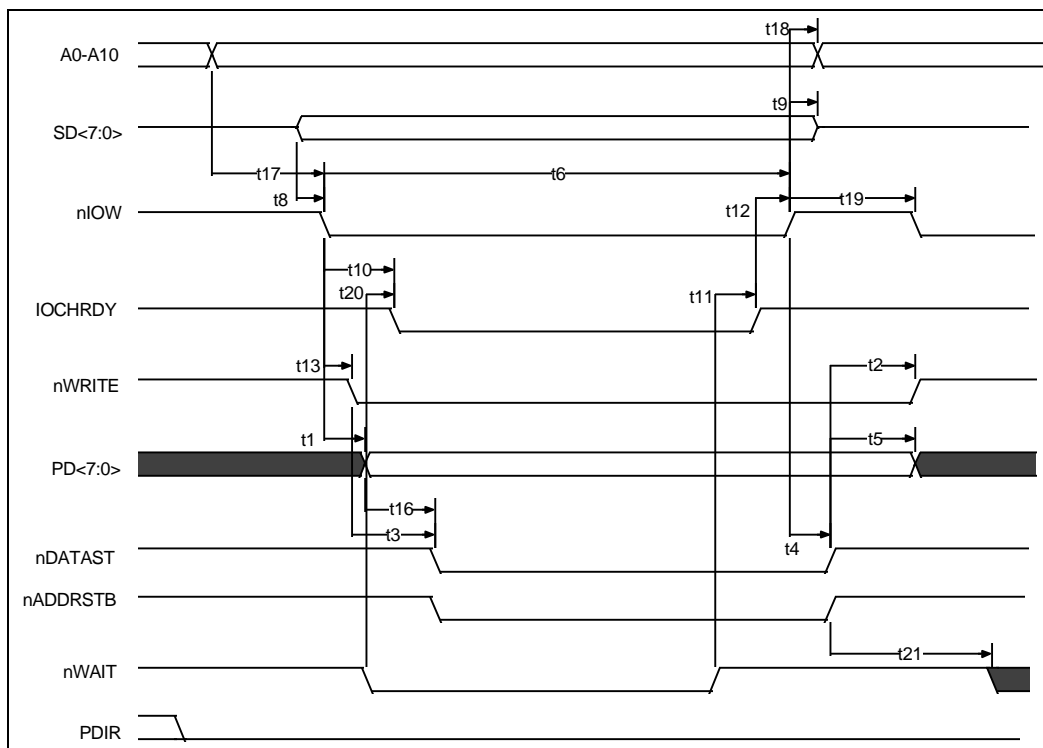 t18
A0-A10
t9
SD<7:0>
t17
t6
t8
t12
t19
nIOW
t10
t20
t11
IOCHRDY
t13
t2
nWRITE
t1
t5
PD<7:0>
t16
t3
t4
nDATAST
nADDRSTB
t21
nWAIT
PDIR